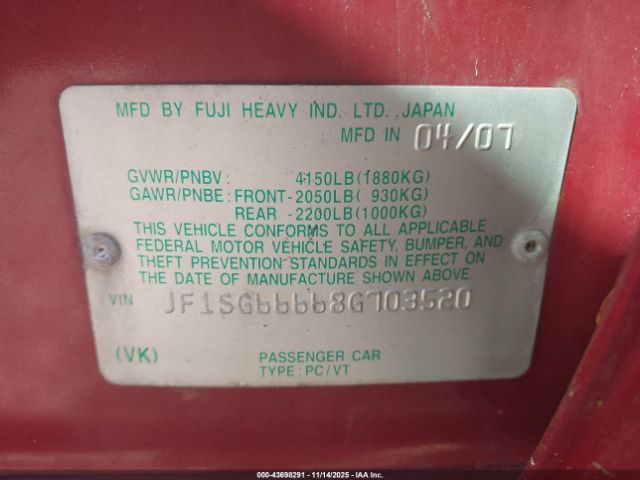 MFD BY FUJI HEAVY IND. LTD. JAPAN
MFD IN 04/07
GVWR/PNBV: 4150LB(1880KG)
GAWR/PNBE: FRONT-2050LB( 930KG)
REAR -2200LB(1000KG)
THIS VEHICLE CONFORMS TO ALL APPLICABLE
FEDERAL MOTOR VEHICLE SAFETY, BUMPER, AND
THEFT PREVENTION STANDARDS IN EFFECT ON
THE DATE OF MANUFACTURE SHOWN ABOVE.
VIN JF1SG66668G703520
(VK) PASSENGER CAR
TYPE: PC/VT
000-43698291 - 11/14/2025 - IAA Inc.